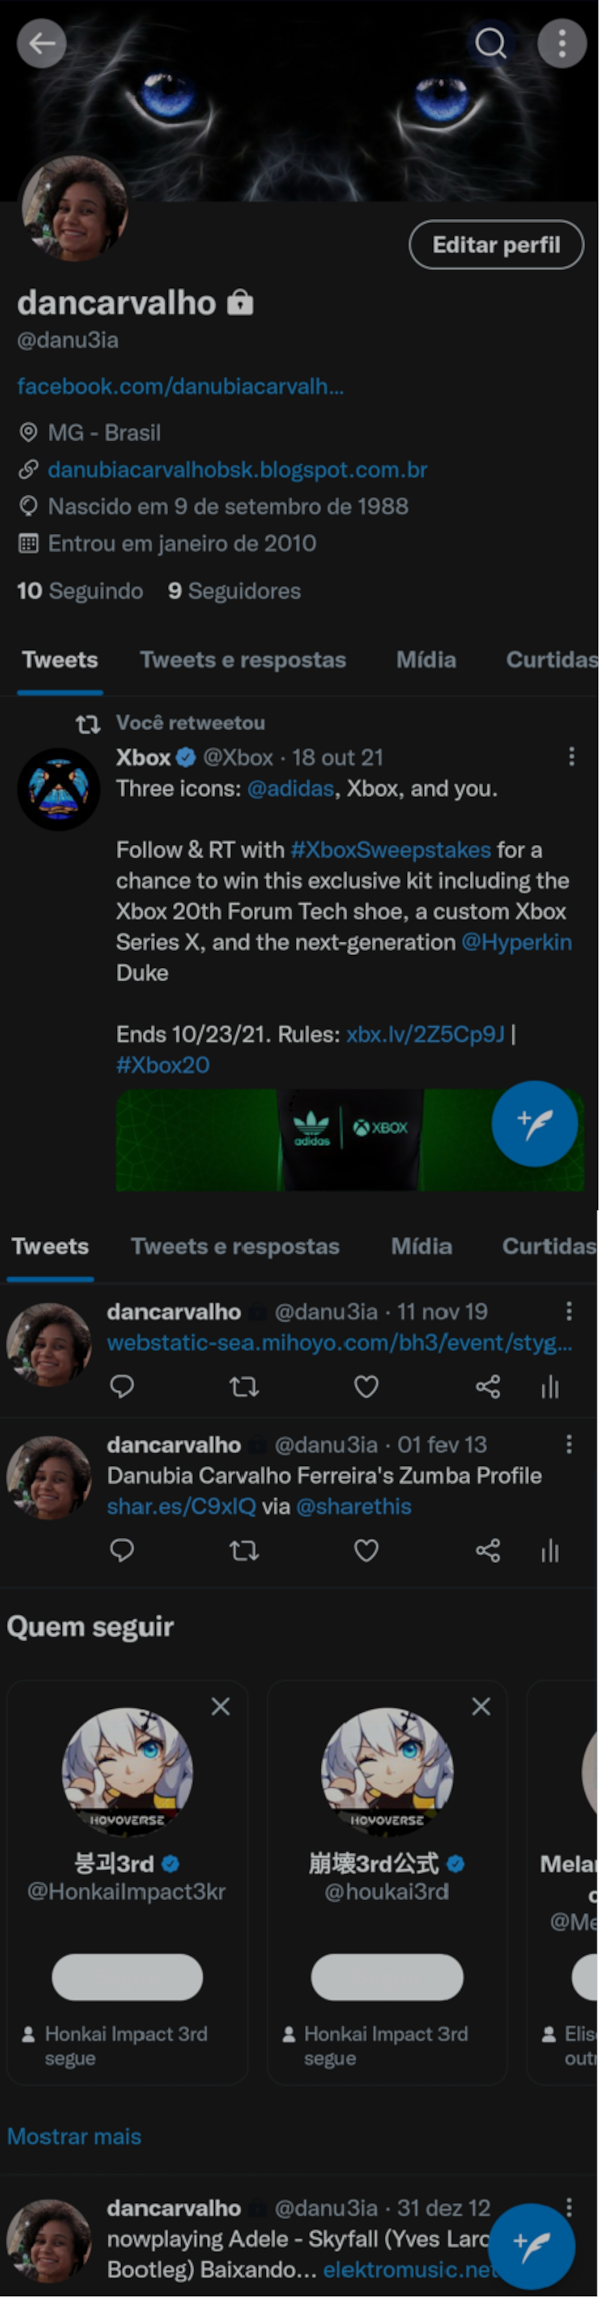 Editar perfil
dancarvalho
@danu3ia
facebook.com/danubiacarvalh...
MG - Brasil
danubiacarvalhobsk.blogspot.com.br
Nascido em 9 de setembro de 1988
Entrou em janeiro de 2010
10 Seguindo 9 Seguidores
Tweets Tweets e respostas Mídia Curtidas
Você retweetou
Xbox @Xbox · 18 out 21
Three icons: @adidas, Xbox, and you.
Follow & RT with #XboxSweepstakes for a
chance to win this exclusive kit including the
Xbox 20th Forum Tech shoe, a custom Xbox
Series X, and the next-generation @Hyperkin
Duke
Ends 10/23/21. Rules: xbx.lv/2Z5Cp9J |
#Xbox20
adidas XBOX
Tweets Tweets e respostas Mídia Curtidas
dancarvalho @danu3ia · 11 nov 19
webstatic-sea.mihoyo.com/bh3/event/styg...
dancarvalho @danu3ia · 01 fev 13
Danubia Carvalho Ferreira's Zumba Profile
shar.es/C9xlQ via @sharethis
Quem seguir
HOYOVERSE HOYOVERSE
붕괴3rd 崩壊3rd公式 Mela
@HonkaiImpact3kr @houkai3rd
@Me
Honkai Impact 3rd Honkai Impact 3rd Elis
segue segue out
Mostrar mais
dancarvalho @danu3ia · 31 dez 12
nowplaying Adele - Skyfall (Yves Larc
Bootleg) Baixando... elektromusic.net